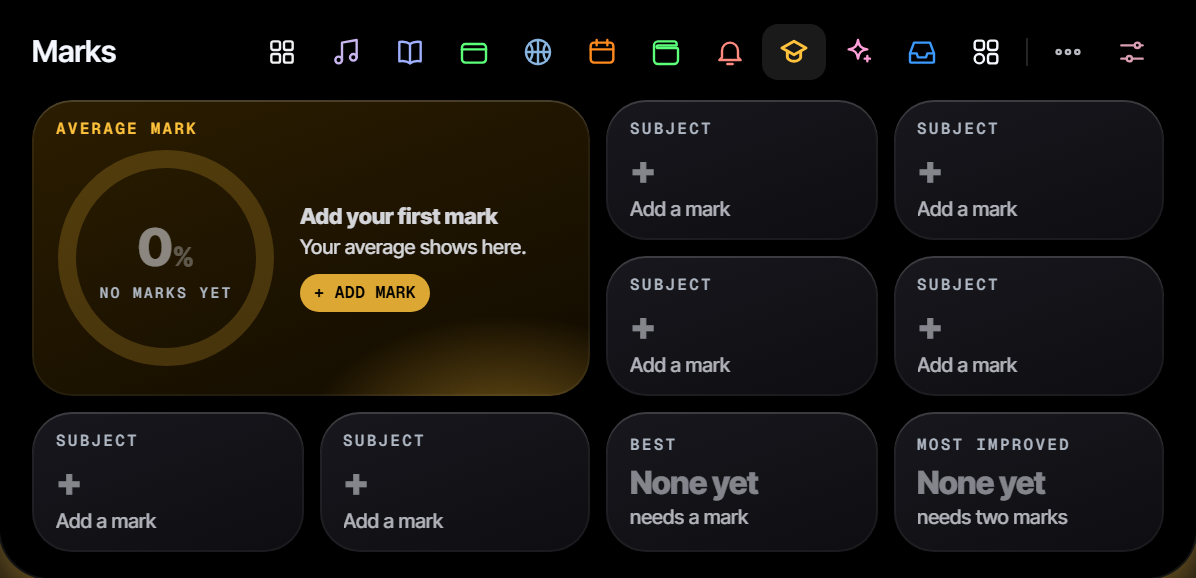 Marks
AVERAGE MARK
0%
NO MARKS YET
Add your first mark
Your average shows here.
+ ADD MARK
SUBJECT
+
Add a mark
SUBJECT
+
Add a mark
SUBJECT
+
Add a mark
SUBJECT
+
Add a mark
SUBJECT
+
Add a mark
SUBJECT
+
Add a mark
BEST
None yet
needs a mark
MOST IMPROVED
None yet
needs two marks